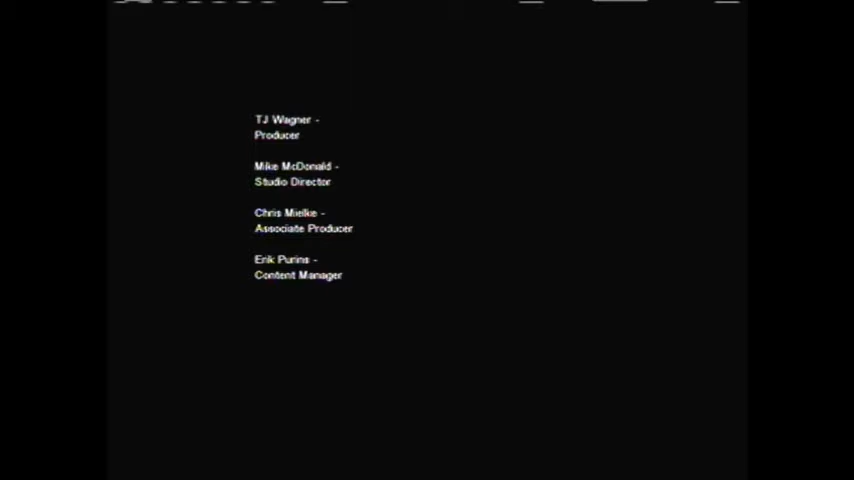 TJ Wagner -
Producer
Mike McDonald -
Studio Director
Chris Mielke -
Associate Producer
Erik Purins -
Content Manager